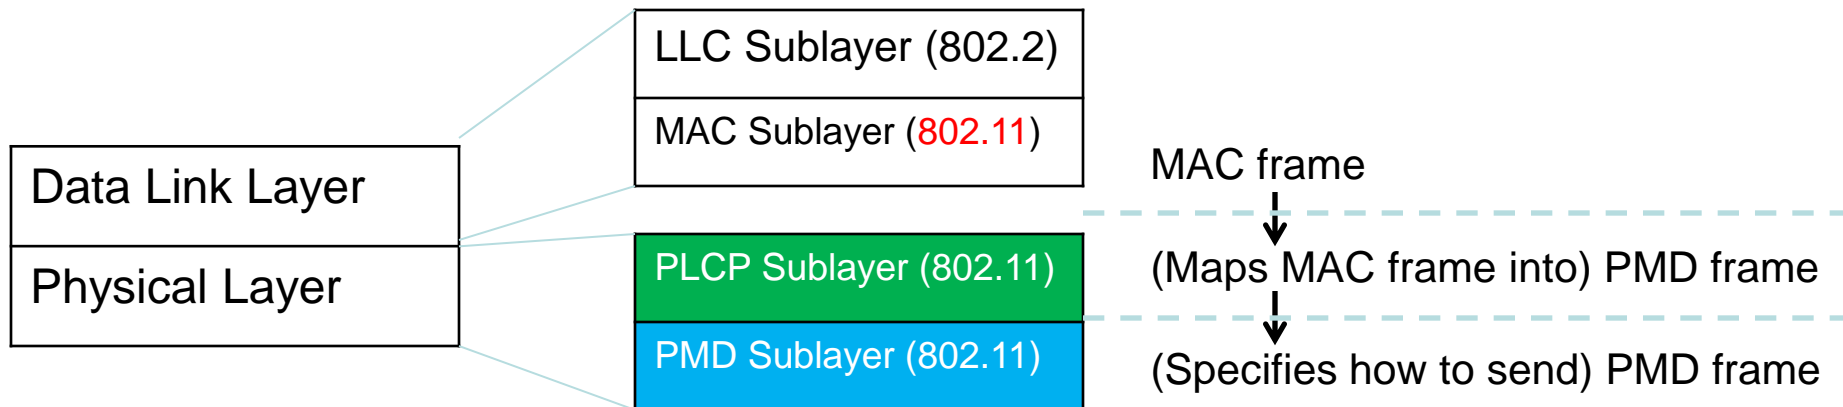 LLC Sublayer (802.2)
MAC Sublayer (802.11)
Data Link Layer
Physical Layer
PLCP Sublayer (802.11)
PMD Sublayer (802.11)
MAC frame
(Maps MAC frame into) PMD frame
(Specifies how to send) PMD frame